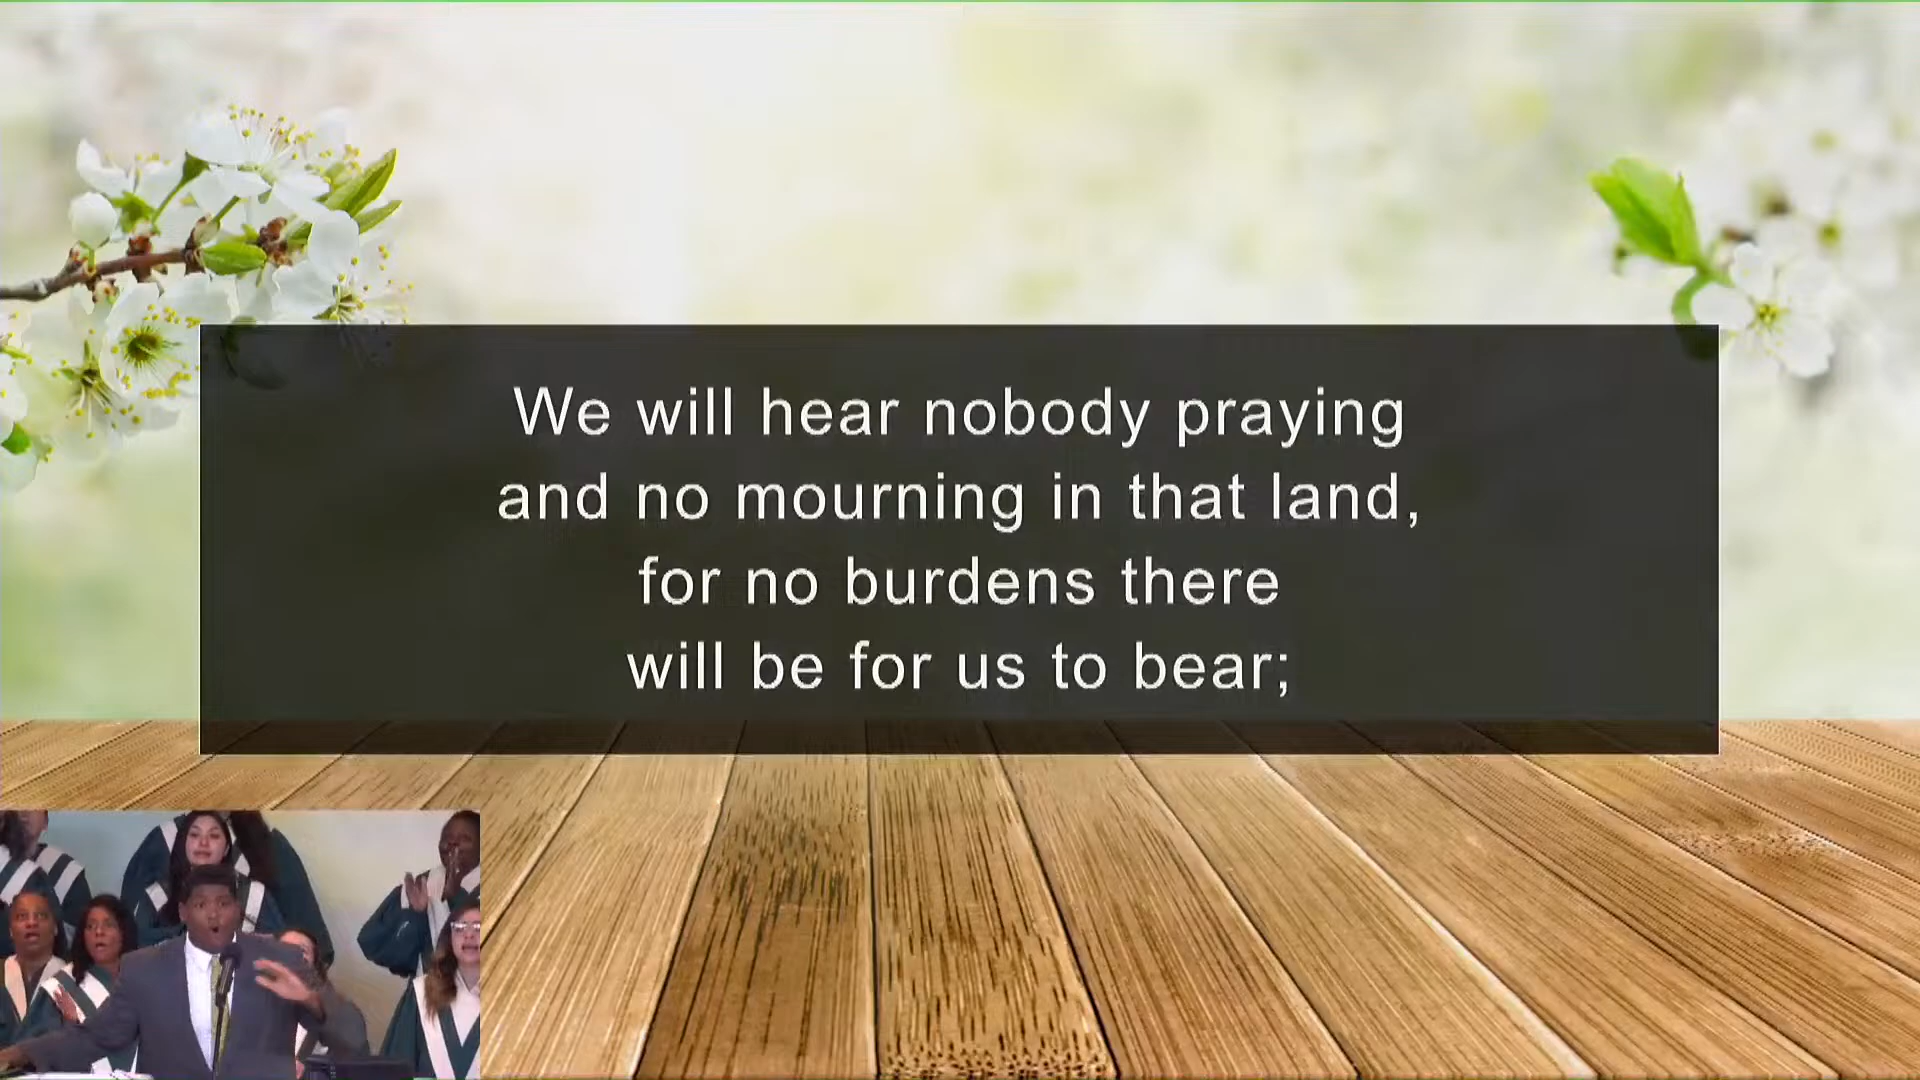 We will hear nobody praying
and no mourning in that land,
for no burdens there
will be for us to bear;